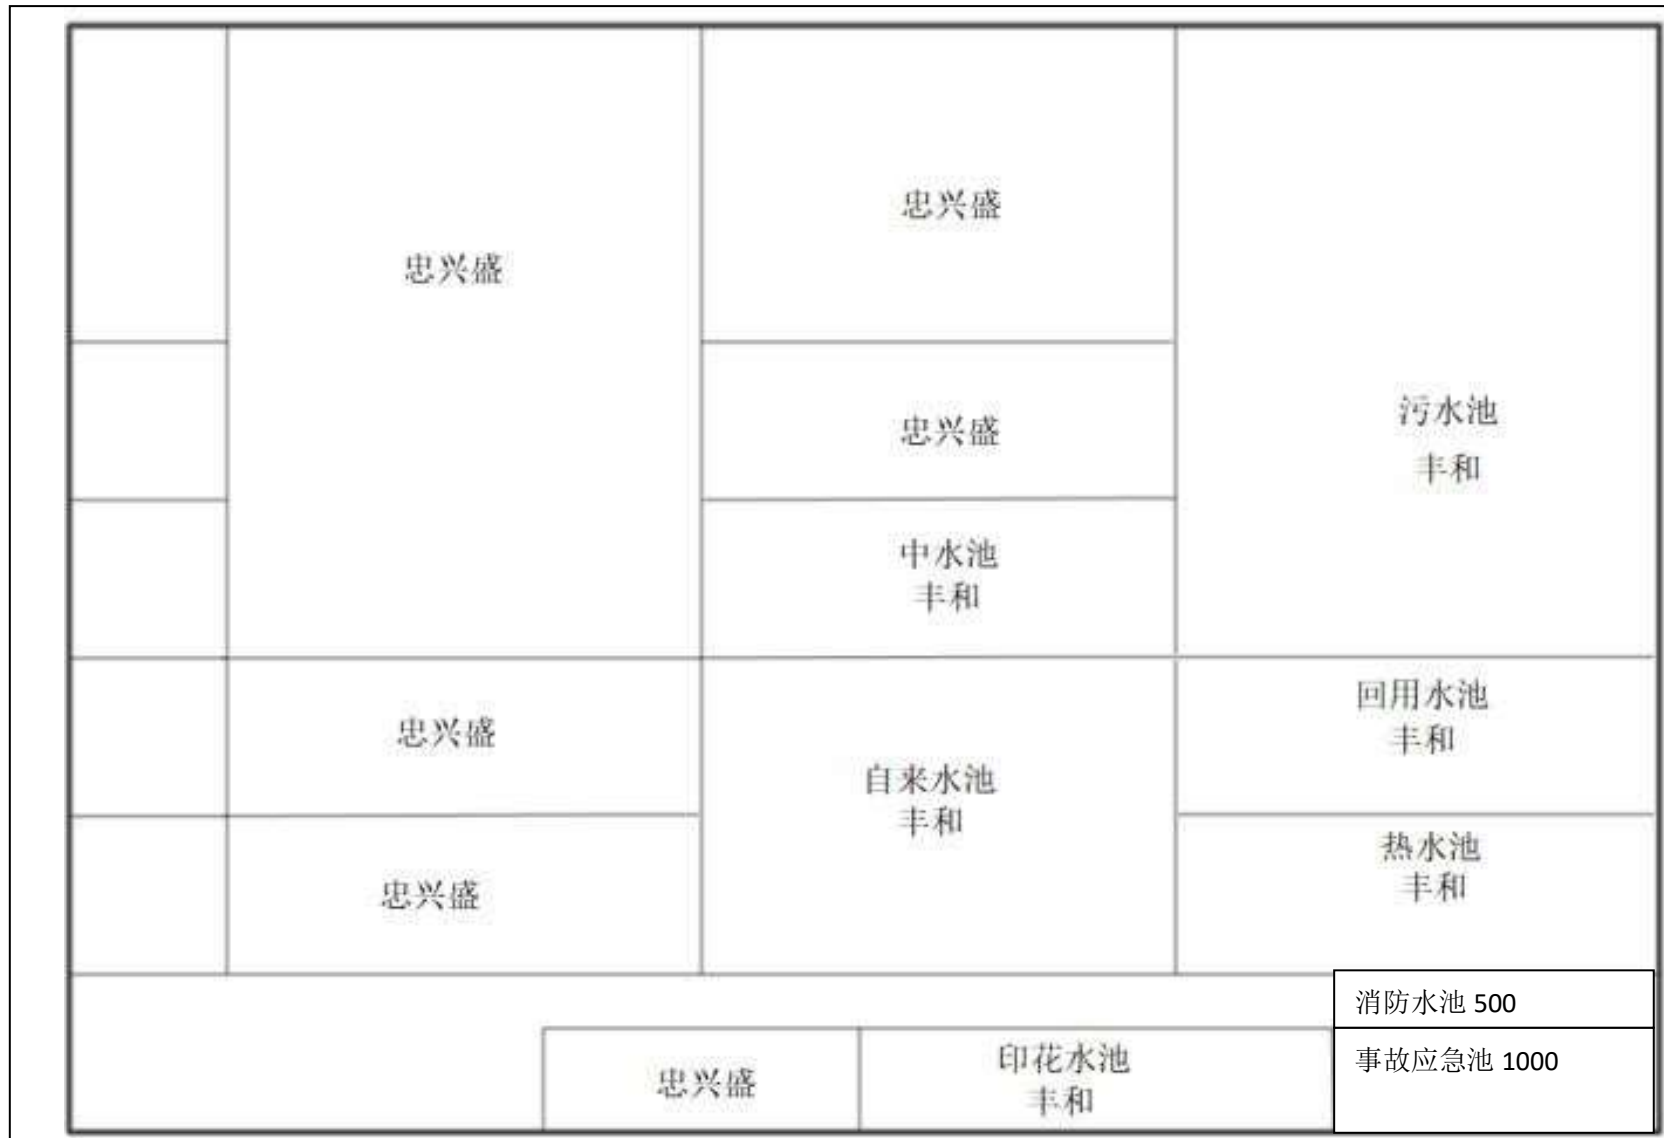 忠兴盛
忠兴盛
忠兴盛
污水池
丰和
中水池
丰和
忠兴盛
自来水池
丰和
回用水池
丰和
忠兴盛
热水池
丰和
消防水池 500
忠兴盛
印花水池
丰和
事故应急池 1000